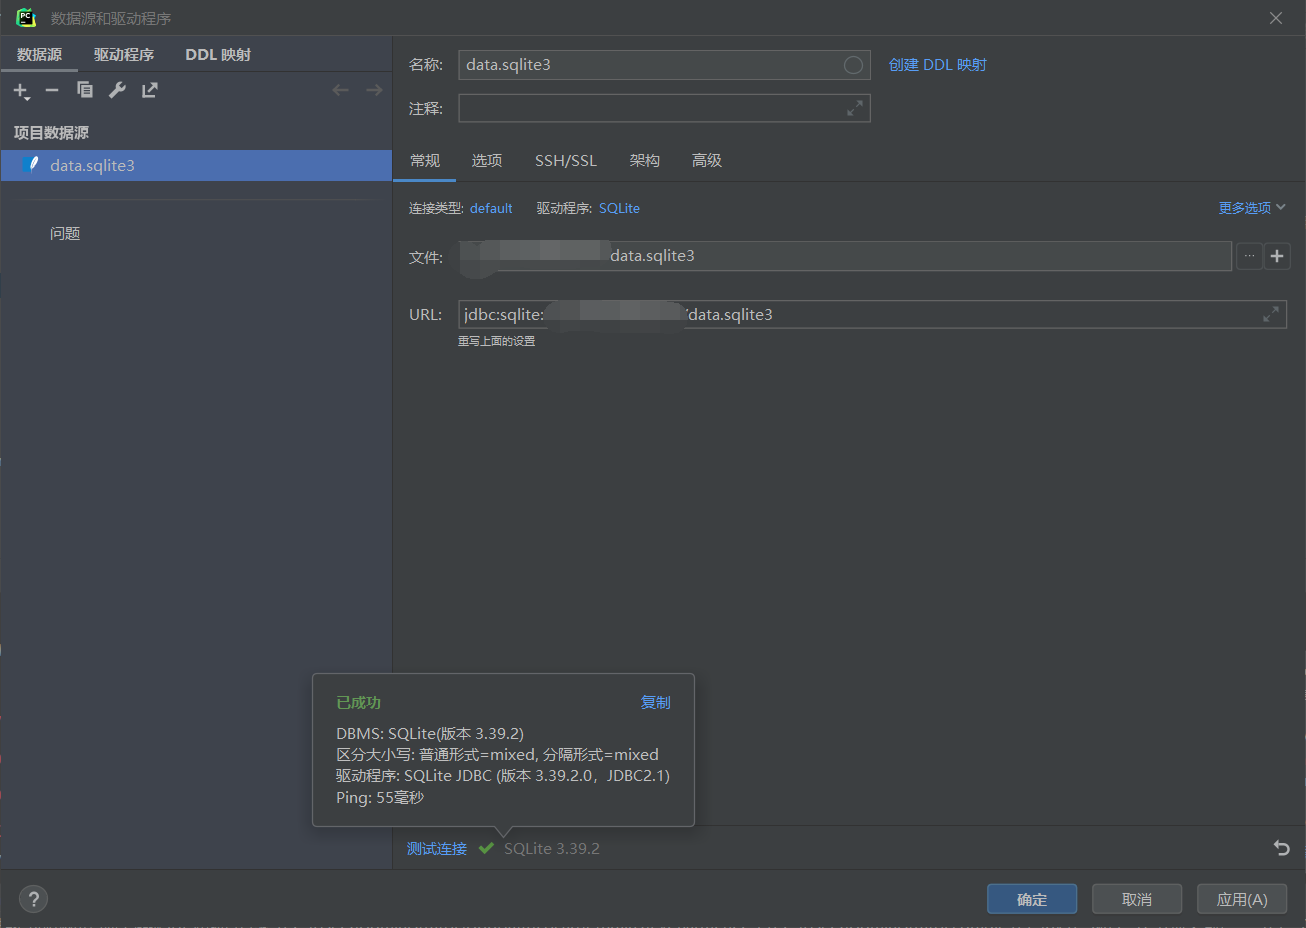 PC
数据源和驱动程序
数据源 驱动程序 DDL 映射
项目数据源
data.sqlite3
问题
名称: data.sqlite3 创建 DDL 映射
注释:
常规 选项 SSH/SSL 架构 高级
连接类型: default 驱动程序: SQLite 更多选项
文件: data.sqlite3 ...
URL: jdbc:sqlite: /data.sqlite3
重写上面的设置
已成功 复制
DBMS: SQLite(版本 3.39.2)
区分大小写: 普通形式=mixed, 分隔形式=mixed
驱动程序: SQLite JDBC (版本 3.39.2.0，JDBC2.1)
Ping: 55毫秒
测试连接 SQLite 3.39.2
? 确定 取消 应用(A)